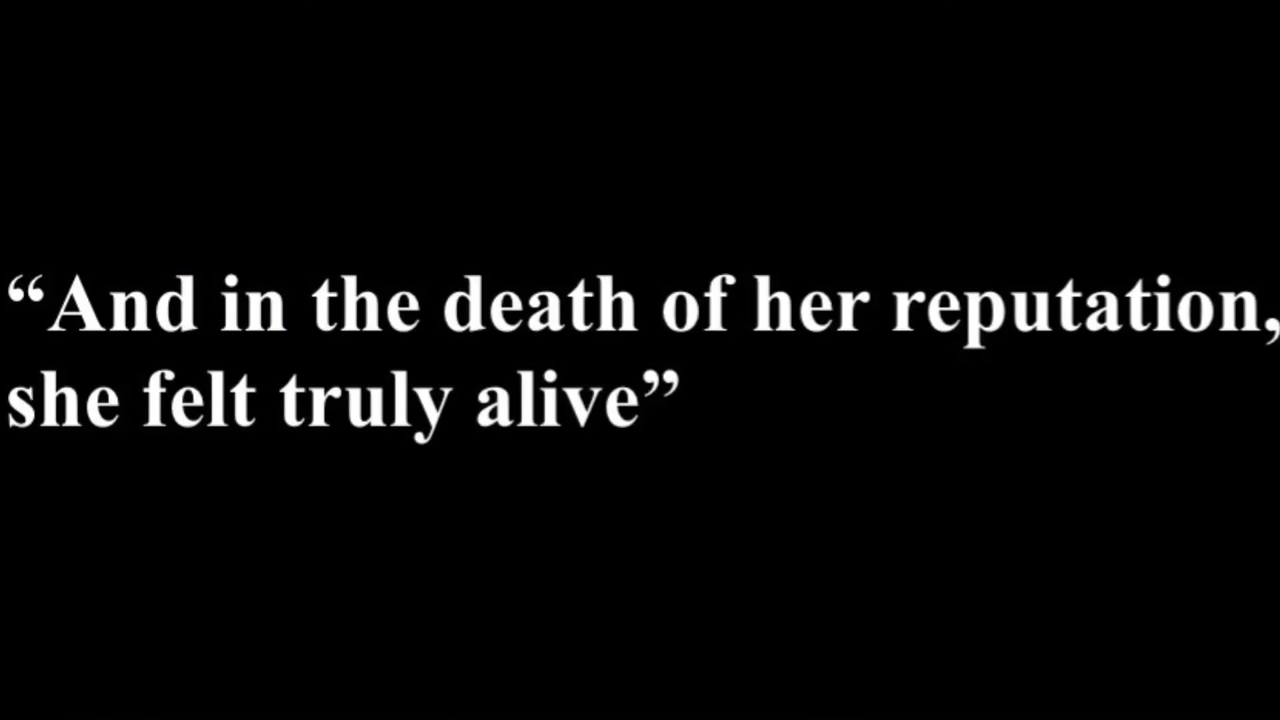 “And in the death of her reputation,
she felt truly alive”